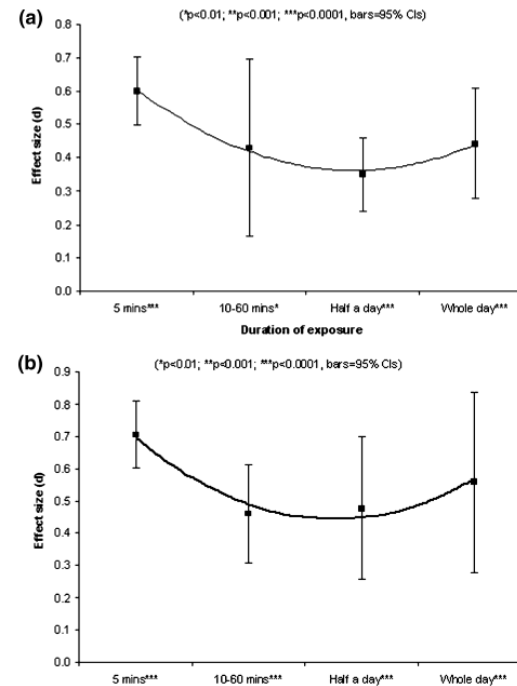 (a)
(*p<0.01; **p<0.001; ***p<0.0001, bars=95% CIs)
0.8
0.7
0.6
0.5
0.4
0.3
0.2
0.1
0.0
Effect size (d)
5 mins*** 10-60 mins* Half a day*** Whole day***
Duration of exposure
(b)
(*p<0.01; **p<0.001; ***p<0.0001, bars=95% CIs)
0.9
0.8
0.7
0.6
0.5
0.4
0.3
0.2
0.1
0.0
Effect size (d)
5 mins*** 10-60 mins*** Half a day*** Whole day***